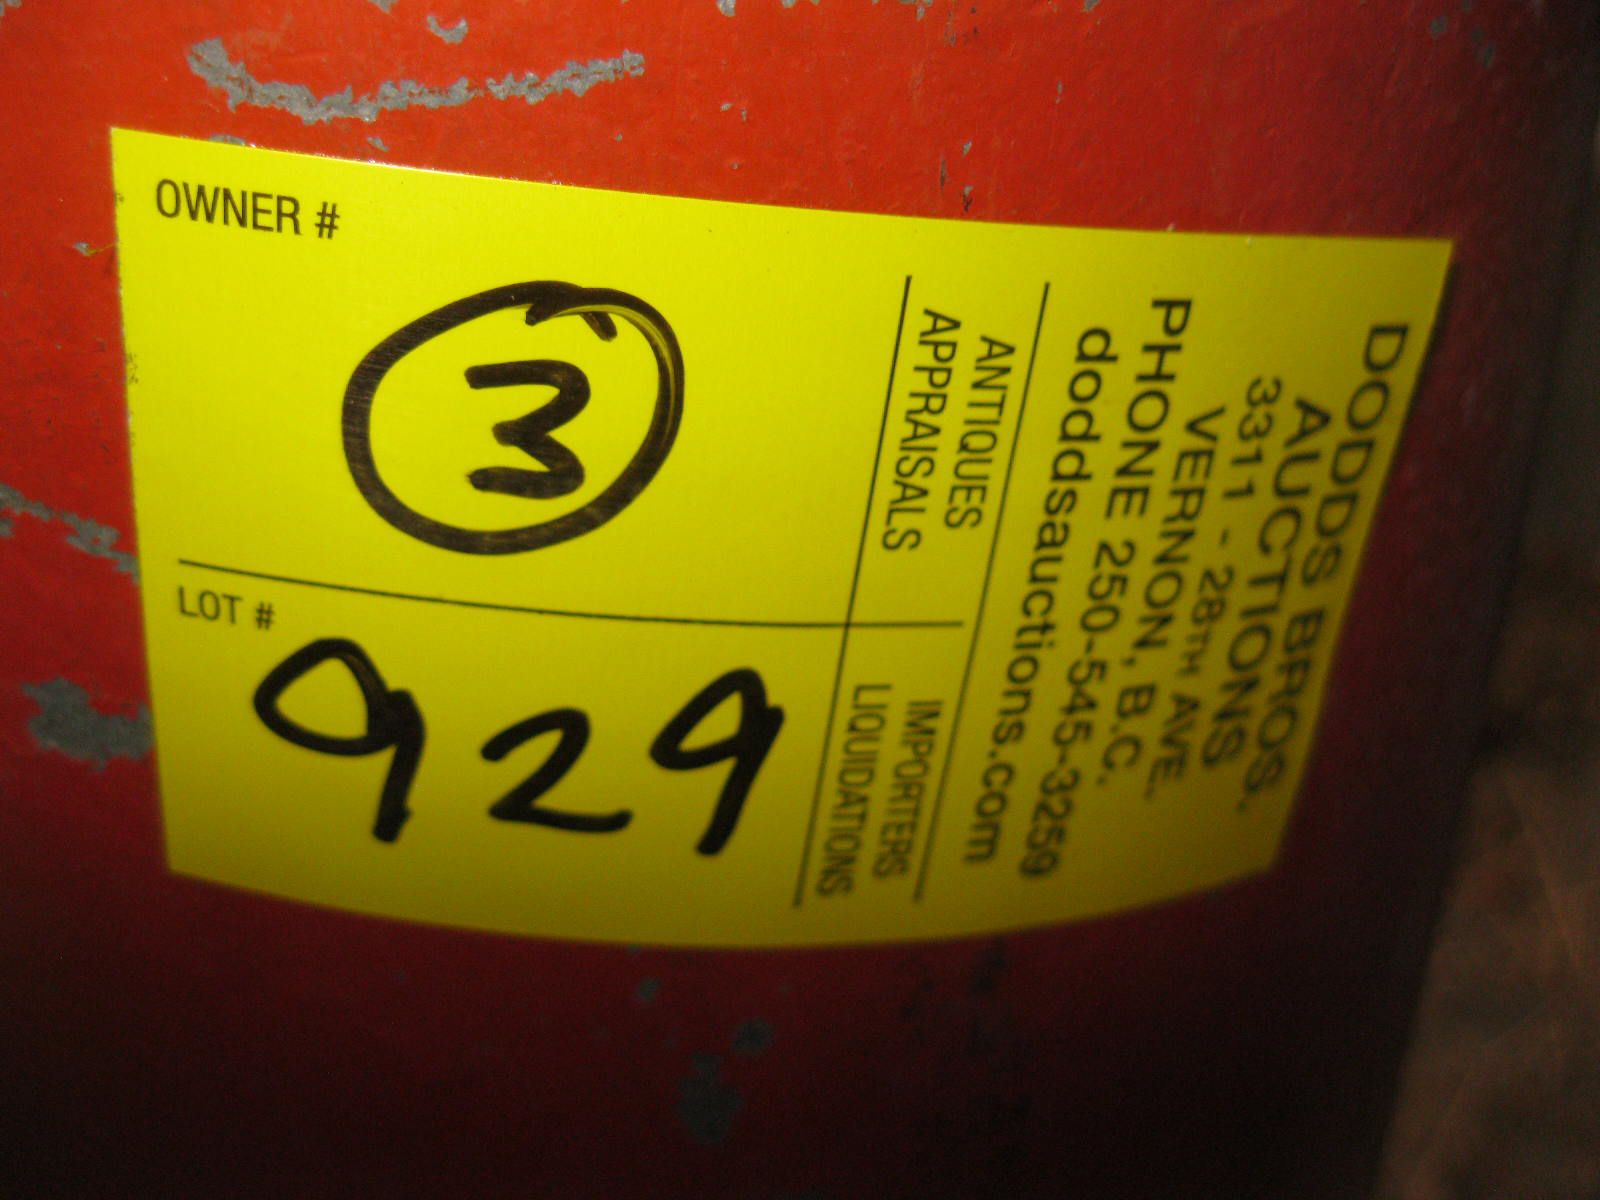 OWNER #
3
LOT #
929
DODDS BROS.
AUCTIONS
3311 - 28TH AVE.
VERNON, B.C.
PHONE 250-545-3259
doddsauctions.com
ANTIQUES IMPORTERS
APPRAISALS LIQUIDATIONS